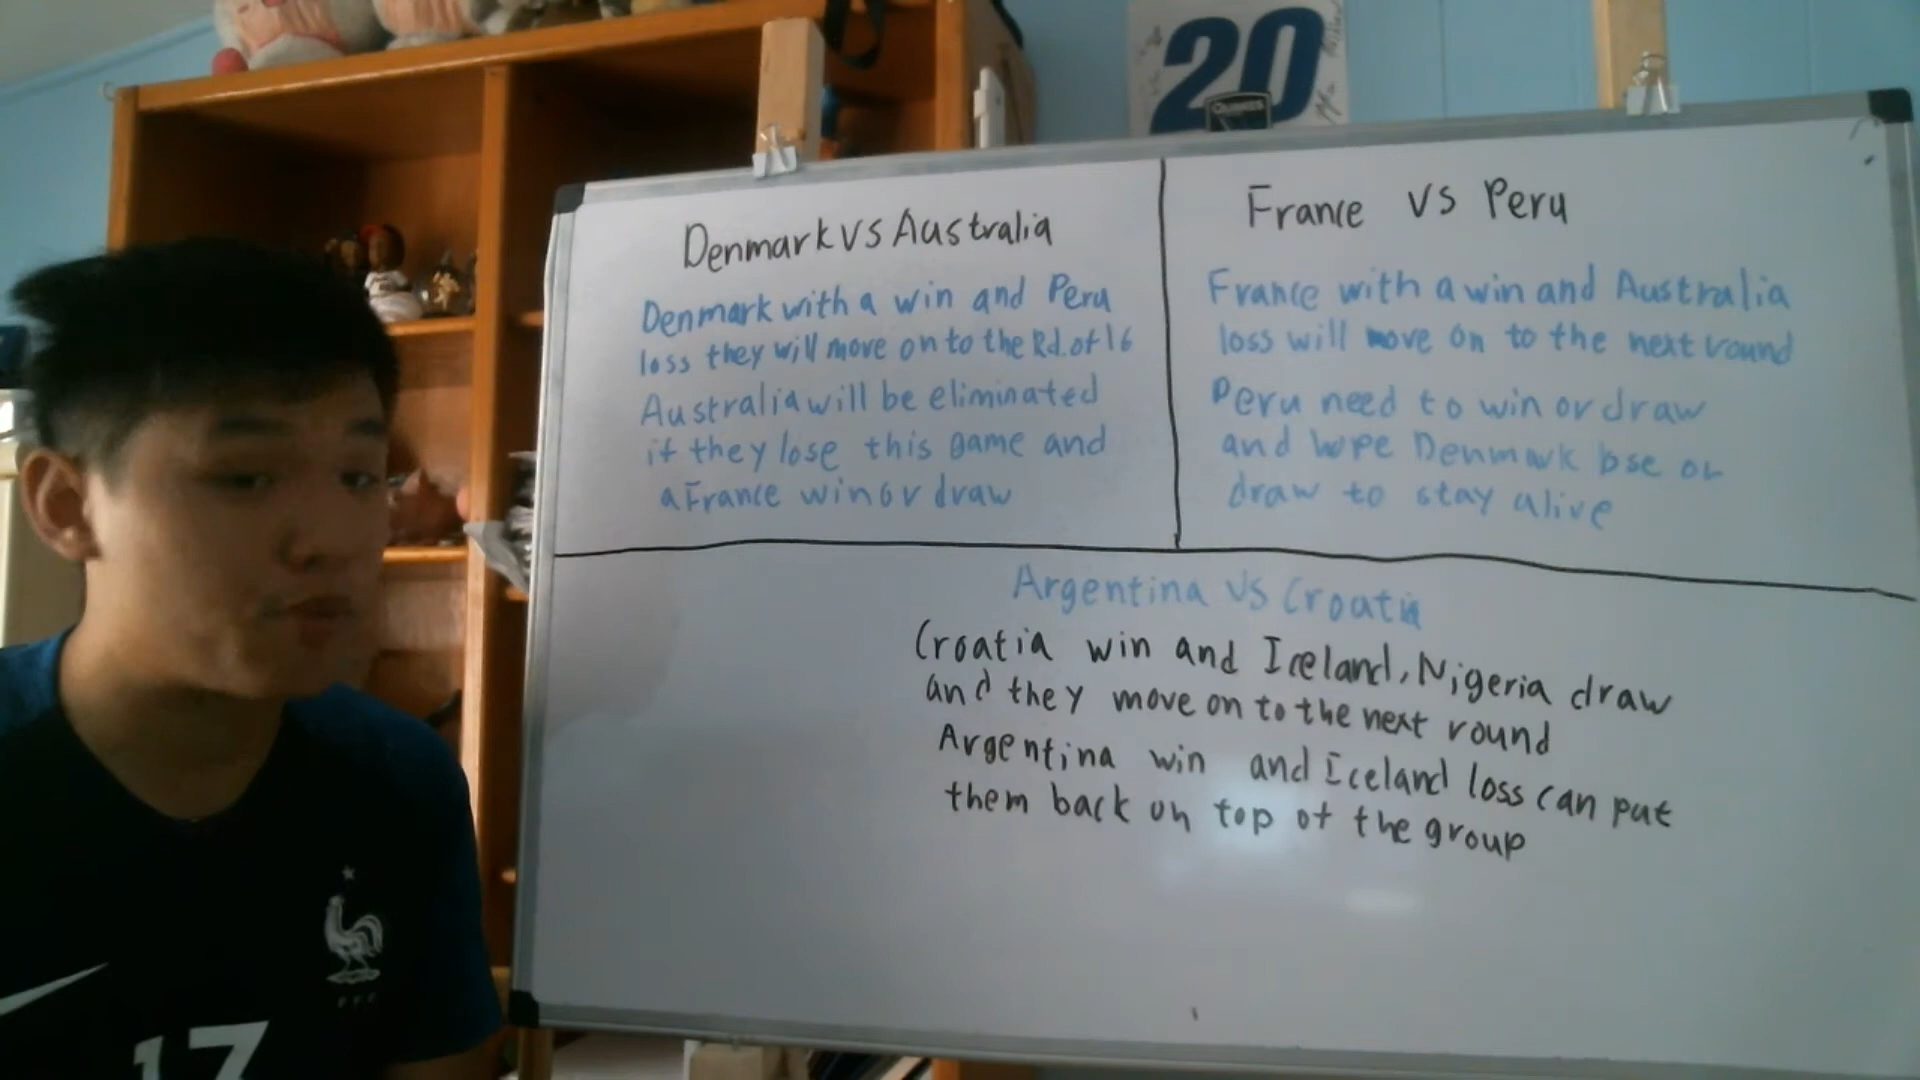 20
Denmark vs Australia
Denmark with a win and Peru
loss they will move on to the Rd. of 16
Australia will be eliminated
if they lose this game and
a France win or draw
France vs Peru
France with a win and Australia
loss will move on to the next round
Peru need to win or draw
and hope Denmark lose or
draw to stay alive
Argentina vs Croatia
Croatia win and Iceland, Nigeria draw
and they move on to the next round
Argentina win and Iceland loss can put
them back on top of the group
FFF
17